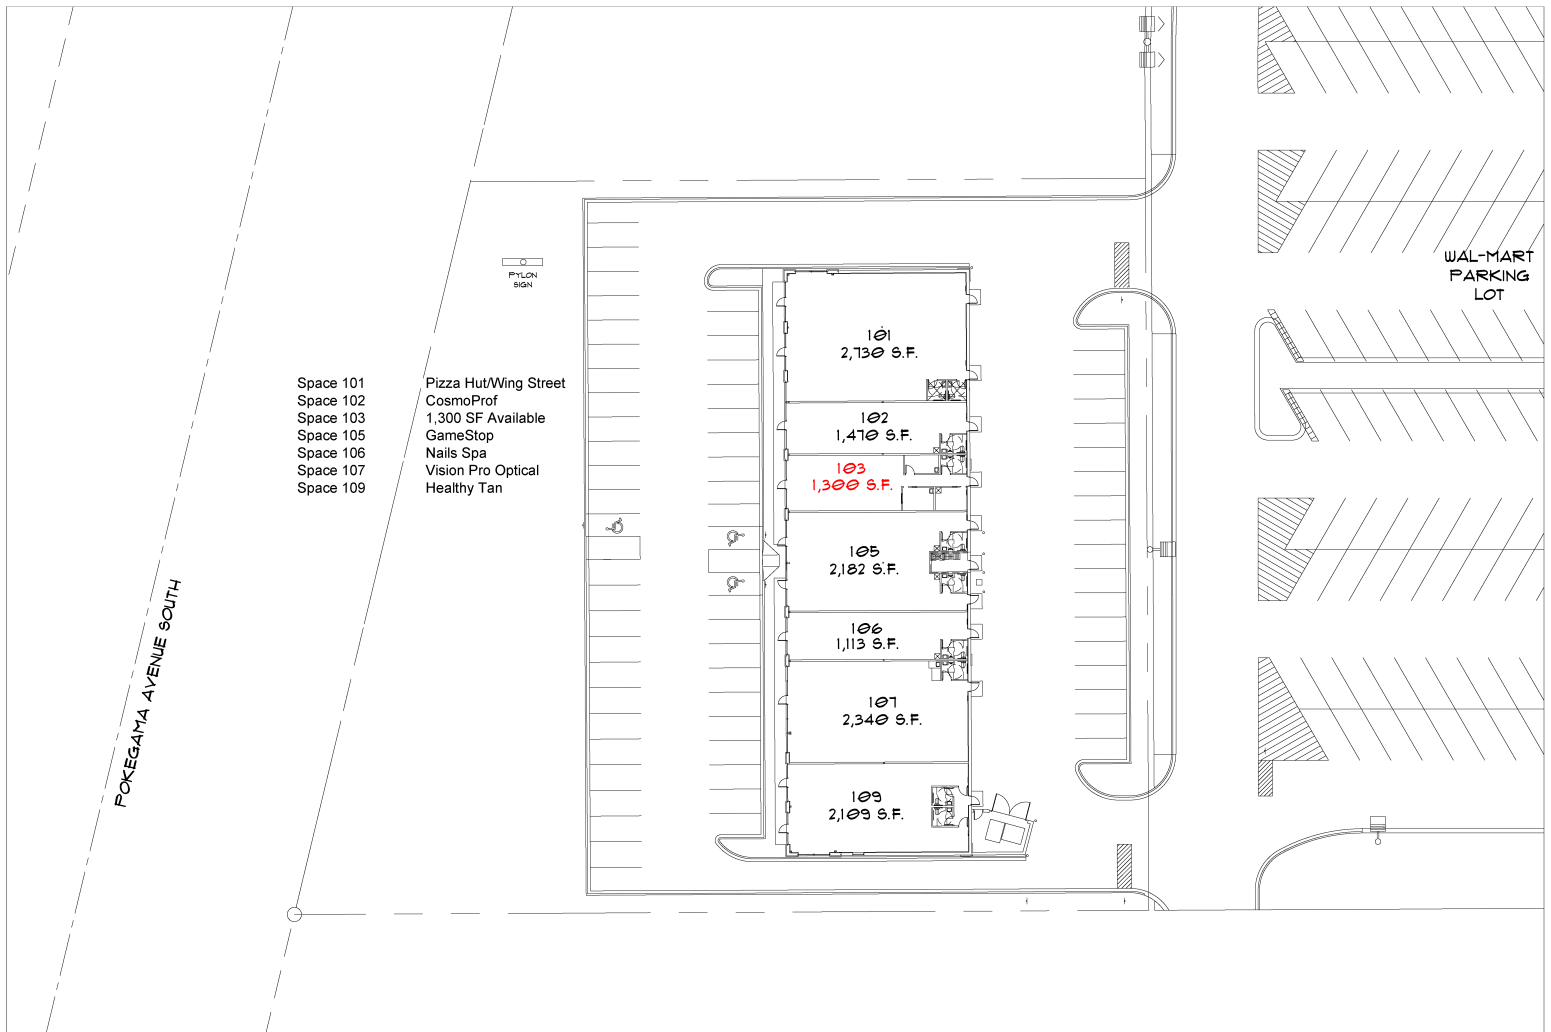 WAL-MART
PARKING
LOT
PYLON
SIGN
101
2,730 S.F.
Space 101 Pizza Hut/Wing Street
Space 102 CosmoProf
Space 103 1,300 SF Available
Space 105 GameStop
Space 106 Nails Spa
Space 107 Vision Pro Optical
Space 109 Healthy Tan
102
1,470 S.F.
103
1,300 S.F.
105
2,182 S.F.
106
1,113 S.F.
107
2,340 S.F.
109
2,109 S.F.
POKEGAMA AVENUE SOUTH